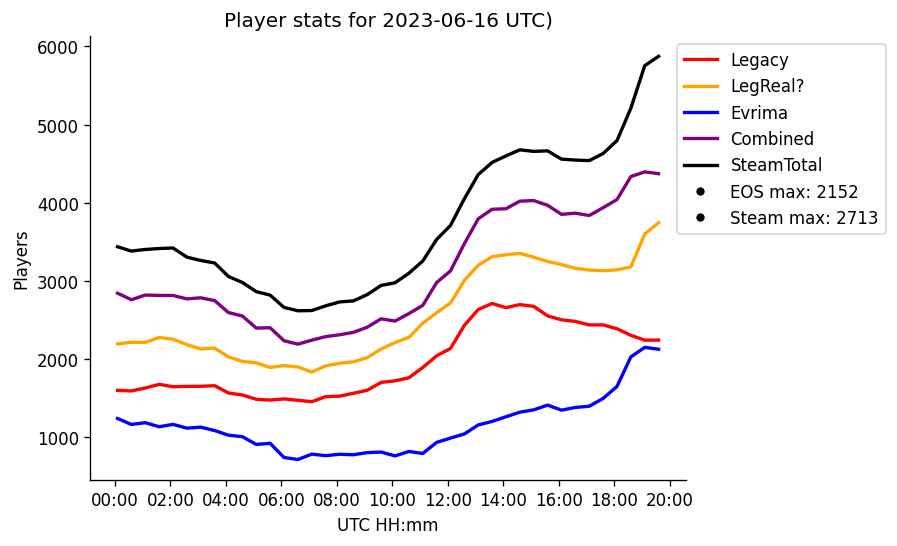 Player stats for 2023-06-16 UTC)
Legacy
LegReal?
Evrima
Combined
SteamTotal
EOS max: 2152
Steam max: 2713
Players
6000
5000
4000
3000
2000
1000
00:00 02:00 04:00 06:00 08:00 10:00 12:00 14:00 16:00 18:00 20:00
UTC HH:mm